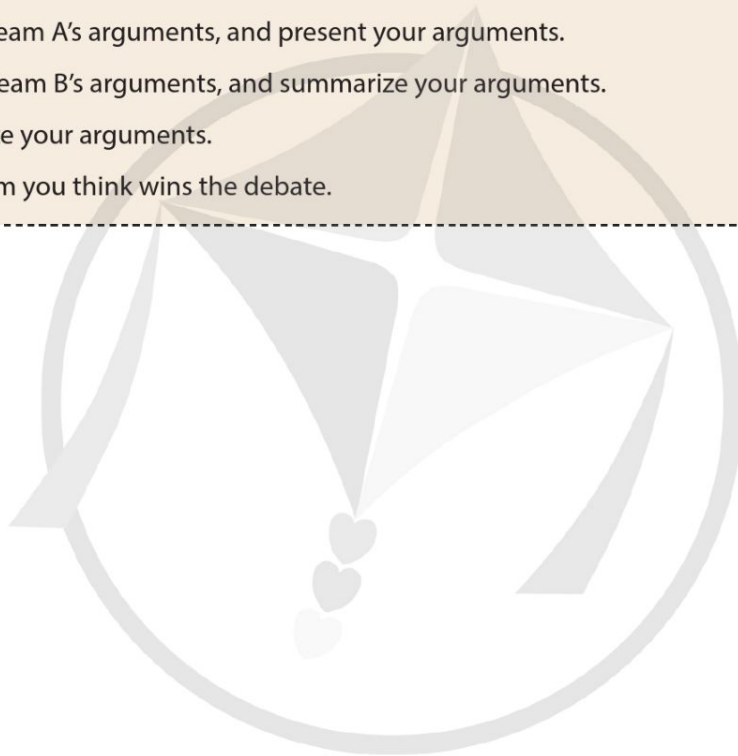 eam A's arguments, and present your arguments.
eam B's arguments, and summarize your arguments.
e your arguments.
m you think wins the debate.